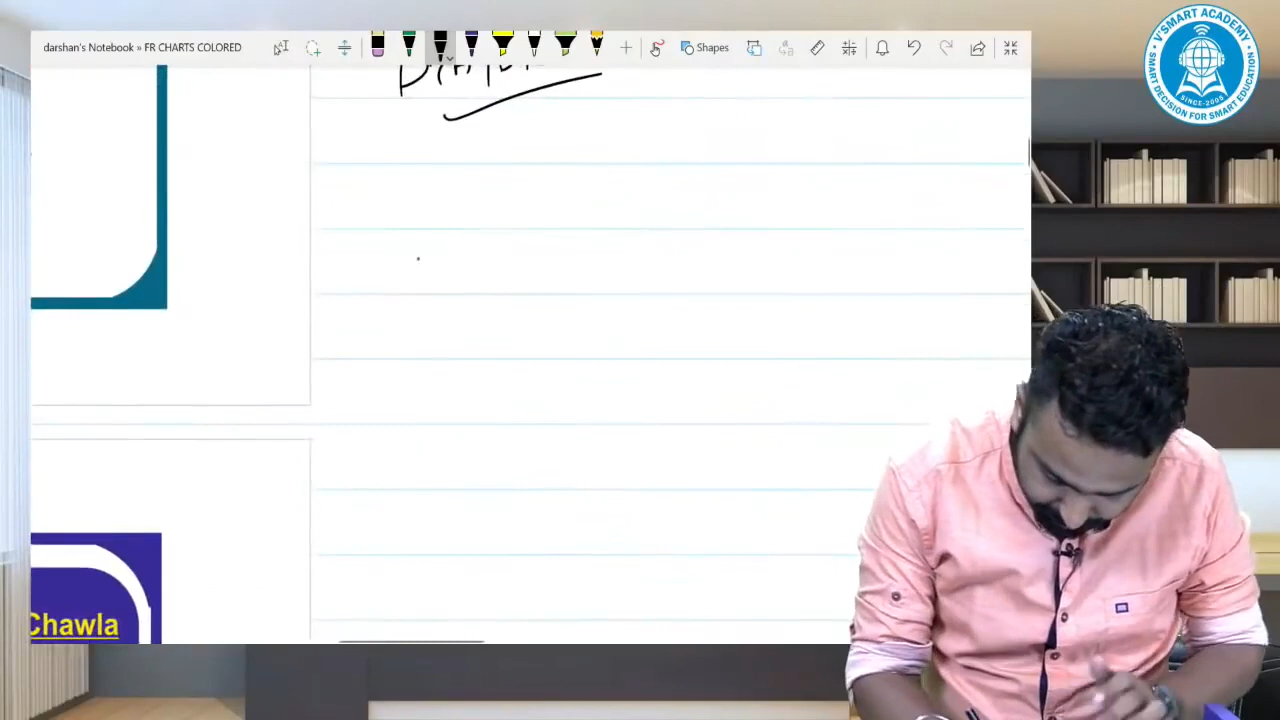 darshan's Notebook » FR CHARTS COLORED
Shapes
V'SMART ACADEMY
SINCE-2005
SMART DECISION FOR SMART EDUCATION
Chawla